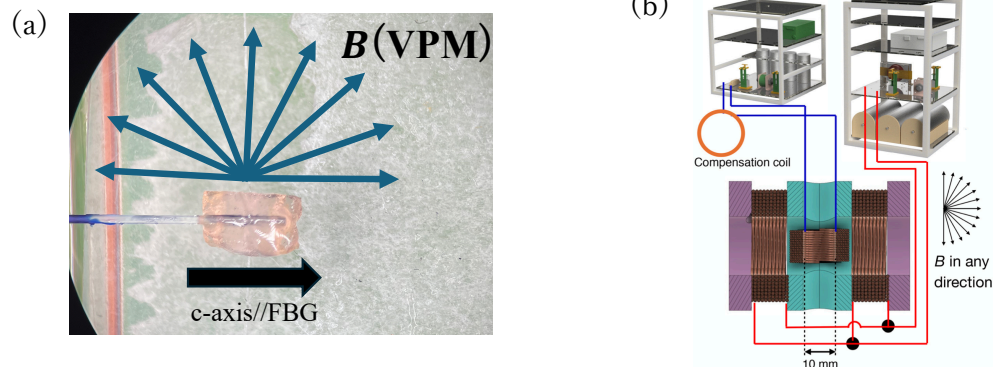 (a)
B(VPM)
c-axis//FBG
(b)
Compensation coil
B in any
direction
10 mm